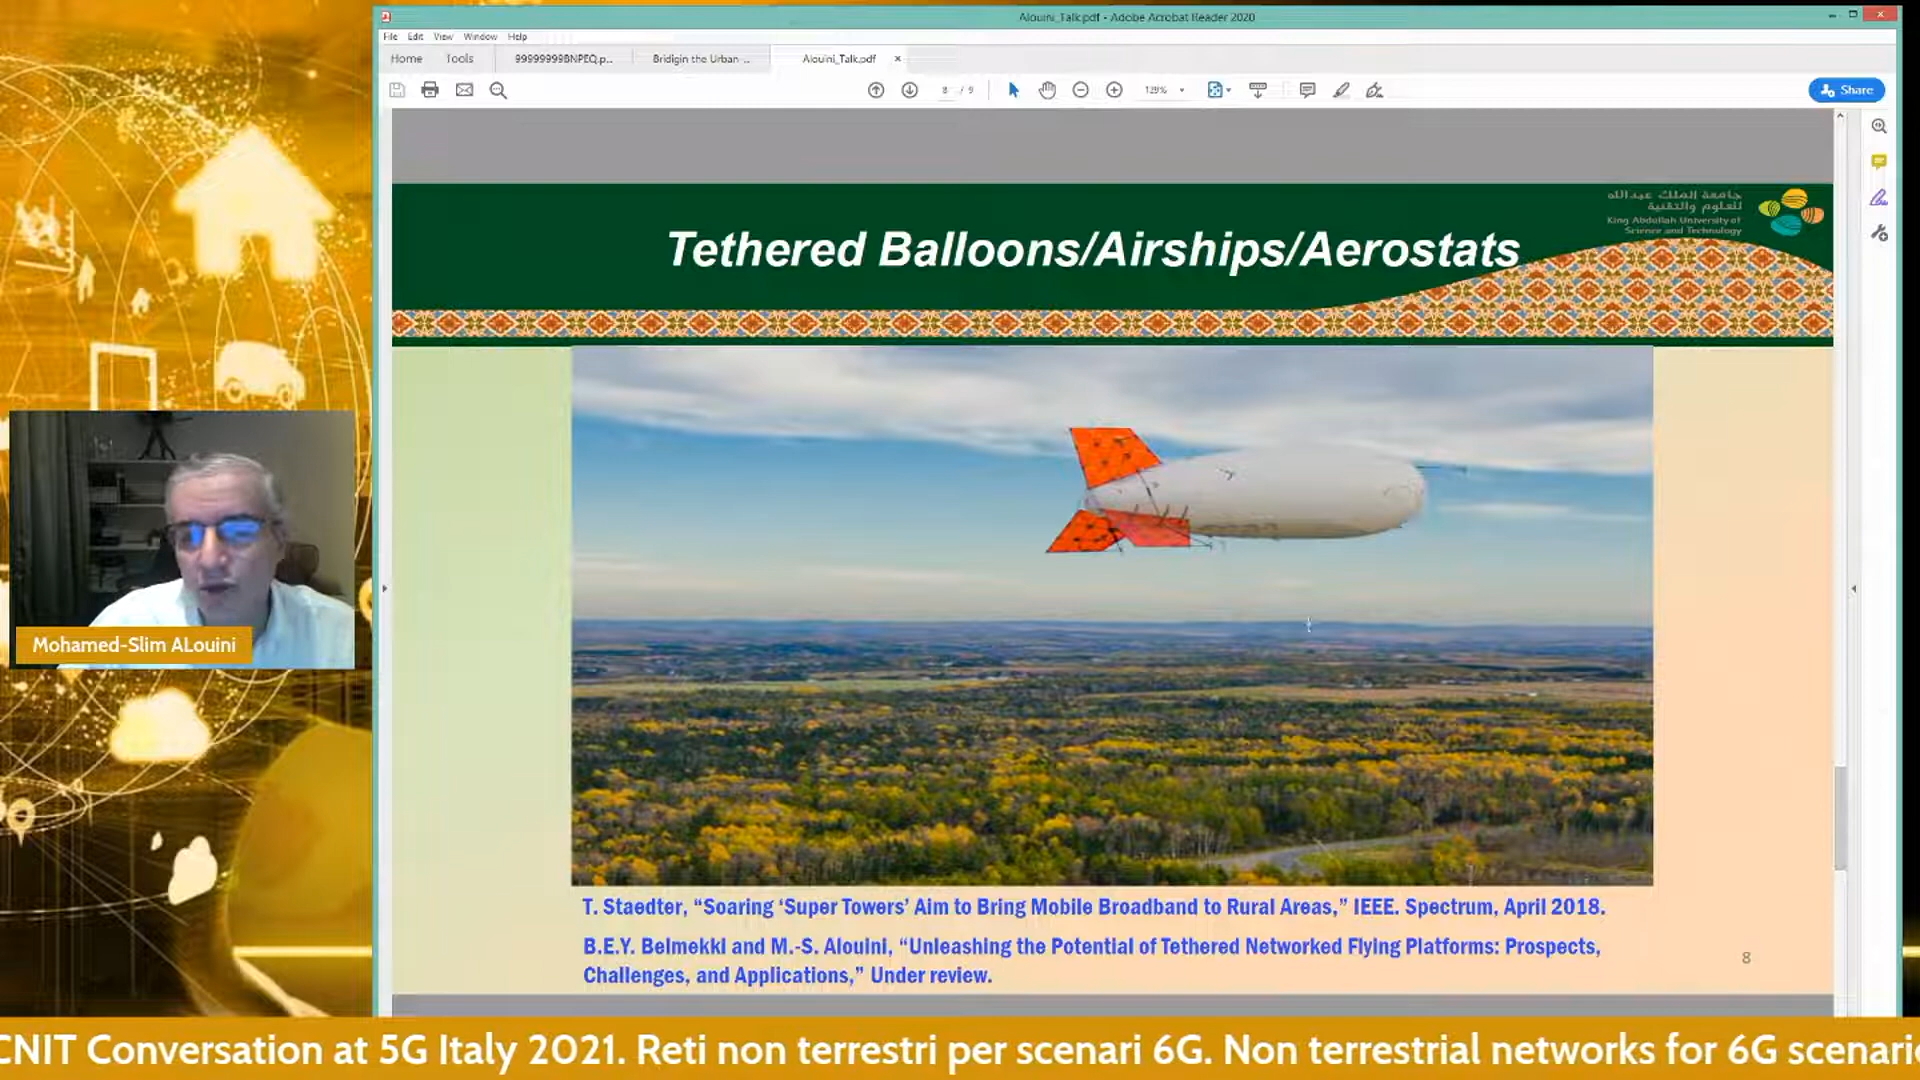 Alouini_Talk.pdf - Adobe Acrobat Reader 2020
File Edit View Window Help
Home Tools 99999999BNPEQ.p... Bridigin the Urban ... Alouini_Talk.pdf ×
8 / 9 129% Share
جامعة الملك عبدالله
للعلوم والتقنية
King Abdullah University of
Science and Technology
Tethered Balloons/Airships/Aerostats
Mohamed-Slim ALouini
T. Staedter, “Soaring ‘Super Towers’ Aim to Bring Mobile Broadband to Rural Areas,” IEEE. Spectrum, April 2018.
B.E.Y. Belmekki and M.-S. Alouini, “Unleashing the Potential of Tethered Networked Flying Platforms: Prospects,
Challenges, and Applications,” Under review.
8
CNIT Conversation at 5G Italy 2021. Reti non terrestri per scenari 6G. Non terrestrial networks for 6G scenario